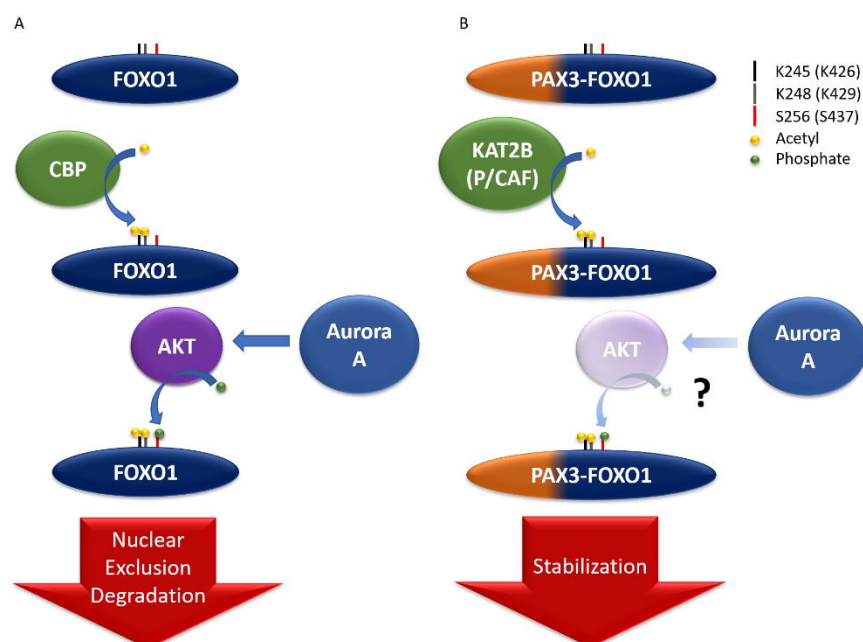 A
FOXO1
CBP
FOXO1
AKT
Aurora
A
FOXO1
Nuclear
Exclusion
Degradation
B
PAX3-FOXO1
KAT2B
(P/CAF)
PAX3-FOXO1
AKT
Aurora
A
?
PAX3-FOXO1
Stabilization
K245 (K426)
K248 (K429)
S256 (S437)
Acetyl
Phosphate